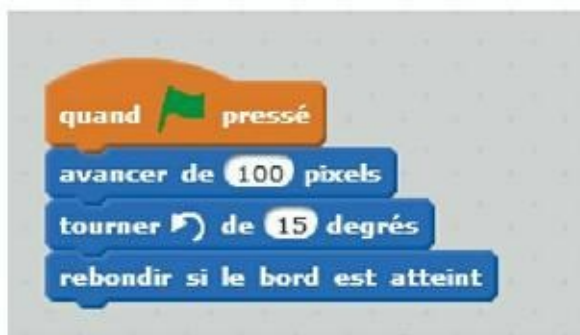 quand pressé
avancer de 100 pixels
tourner de 15 degrés
rebondir si le bord est atteint